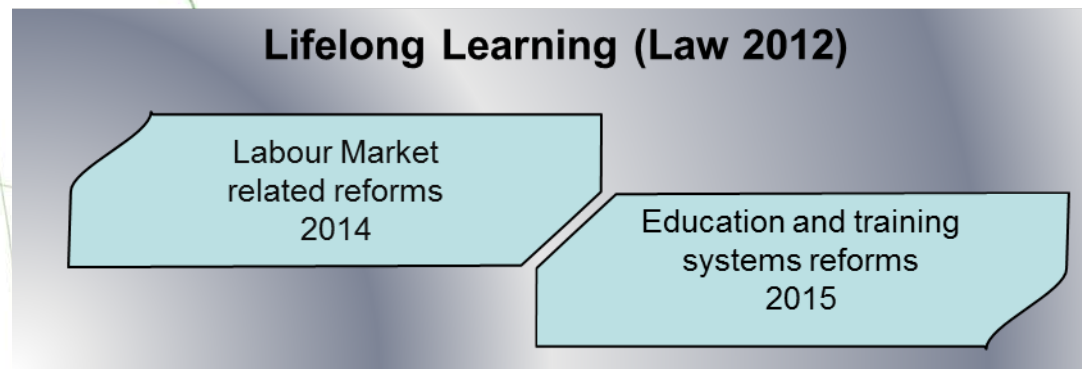 Lifelong Learning (Law 2012)
Labour Market
related reforms
2014
Education and training
systems reforms
2015